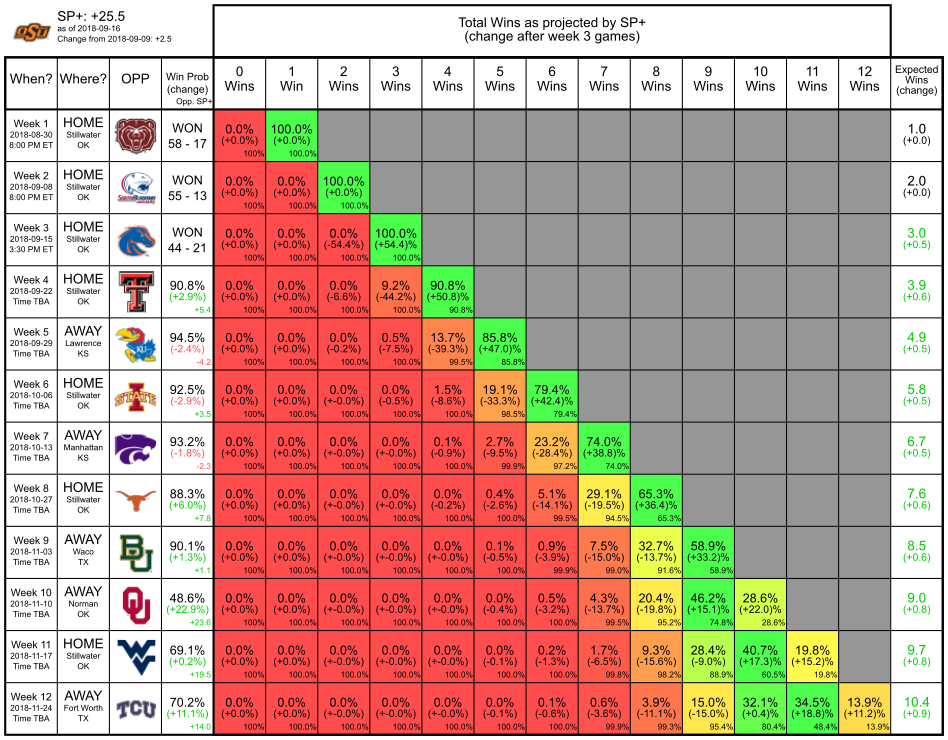 OSU
SP+: +25.5
as of 2018-09-16
Change from 2018-09-09: +2.5
Total Wins as projected by SP+
(change after week 3 games)
When? Where? OPP Win Prob (change) Opp. SP+ 0 Wins 1 Win 2 Wins 3 Wins 4 Wins 5 Wins 6 Wins 7 Wins 8 Wins 9 Wins 10 Wins 11 Wins 12 Wins Expected Wins (change)
Week 1 HOME WON 0.0% 100.0% 1.0
2018-08-30 Stillwater (+0.0%) (+0.0%) (+0.0)
8:00 PM ET OK 58 - 17 100% 100.0%
Week 2 HOME WON 0.0% 0.0% 100.0% 2.0
2018-09-08 Stillwater (+0.0%) (+0.0%) (+0.0%) (+0.0)
8:00 PM ET OK SOUTH ALABAMA JAGUARS 55 - 13 100% 100.0% 100.0%
Week 3 HOME WON 0.0% 0.0% 0.0% 100.0% 3.0
2018-09-15 Stillwater (+0.0%) (+0.0%) (-54.4%) (+54.4)% (+0.5)
3:30 PM ET OK 44 - 21 100% 100.0% 100.0% 100.0%
Week 4 HOME 90.8% 0.0% 0.0% 0.0% 9.2% 90.8% 3.9
2018-09-22 Stillwater (+2.9%) (+0.0%) (+0.0%) (-6.6%) (-44.2%) (+50.8)% (+0.6)
Time TBA OK +5.4 100% 100.0% 100.0% 100.0% 90.8%
Week 5 AWAY 94.5% 0.0% 0.0% 0.0% 0.5% 13.7% 85.8% 4.9
2018-09-29 Lawrence KU (-2.4%) (+0.0%) (+0.0%) (-0.2%) (-7.5%) (-39.3%) (+47.0)% (+0.5)
Time TBA KS -4.2 100% 100.0% 100.0% 100.0% 99.5% 85.8%
Week 6 HOME 92.5% 0.0% 0.0% 0.0% 0.0% 1.5% 19.1% 79.4% 5.8
2018-10-06 Stillwater STATE (-2.9%) (+0.0%) (+0.0%) (+-0.0%) (-0.5%) (-8.6%) (-33.3%) (+42.4)% (+0.5)
Time TBA OK +3.5 100% 100.0% 100.0% 100.0% 100.0% 98.5% 79.4%
Week 7 AWAY 93.2% 0.0% 0.0% 0.0% 0.0% 0.1% 2.7% 23.2% 74.0% 6.7
2018-10-13 Manhattan (-1.8%) (+0.0%) (+0.0%) (+-0.0%) (+-0.0%) (-0.9%) (-9.5%) (-28.4%) (+38.8)% (+0.5)
Time TBA KS -2.3 100% 100.0% 100.0% 100.0% 100.0% 99.9% 97.2% 74.0%
Week 8 HOME 88.3% 0.0% 0.0% 0.0% 0.0% 0.0% 0.4% 5.1% 29.1% 65.3% 7.6
2018-10-27 Stillwater (+6.0%) (+0.0%) (+0.0%) (+-0.0%) (+-0.0%) (-0.2%) (-2.6%) (-14.1%) (-19.5%) (+36.4)% (+0.6)
Time TBA OK +7.8 100% 100.0% 100.0% 100.0% 100.0% 100.0% 99.5% 94.5% 65.3%
Week 9 AWAY 90.1% 0.0% 0.0% 0.0% 0.0% 0.0% 0.1% 0.9% 7.5% 32.7% 58.9% 8.5
2018-11-03 Waco BU (+1.3%) (+0.0%) (+0.0%) (+-0.0%) (+-0.0%) (+-0.0%) (-0.5%) (-3.9%) (-15.0%) (-13.7%) (+33.2)% (+0.6)
Time TBA TX +1.1 100% 100.0% 100.0% 100.0% 100.0% 100.0% 99.9% 99.0% 91.6% 58.9%
Week 10 AWAY 48.6% 0.0% 0.0% 0.0% 0.0% 0.0% 0.0% 0.5% 4.3% 20.4% 46.2% 28.6% 9.0
2018-11-10 Norman OU (+22.9%) (+0.0%) (+0.0%) (+-0.0%) (+-0.0%) (+-0.0%) (-0.4%) (-3.2%) (-13.7%) (-19.8%) (+15.1)% (+22.0)% (+0.8)
Time TBA OK +23.6 100% 100.0% 100.0% 100.0% 100.0% 100.0% 100.0% 99.5% 95.2% 74.8% 28.6%
Week 11 HOME 69.1% 0.0% 0.0% 0.0% 0.0% 0.0% 0.0% 0.2% 1.7% 9.3% 28.4% 40.7% 19.8% 9.7
2018-11-17 Stillwater WV (+0.2%) (+0.0%) (+0.0%) (+-0.0%) (+-0.0%) (+-0.0%) (-0.1%) (-1.3%) (-6.5%) (-15.6%) (-9.0%) (+17.3)% (+15.2)% (+0.8)
Time TBA OK +19.5 100% 100.0% 100.0% 100.0% 100.0% 100.0% 100.0% 99.8% 98.2% 88.9% 60.5% 19.8%
Week 12 AWAY 70.2% 0.0% 0.0% 0.0% 0.0% 0.0% 0.0% 0.1% 0.6% 3.9% 15.0% 32.1% 34.5% 13.9% 10.4
2018-11-24 Fort Worth TCU (+11.1%) (+0.0%) (+0.0%) (+-0.0%) (+-0.0%) (+-0.0%) (-0.1%) (-0.6%) (-3.6%) (-11.1%) (-15.0%) (+0.4)% (+18.8)% (+11.2)% (+0.9)
Time TBA TX +14.0 100% 100.0% 100.0% 100.0% 100.0% 100.0% 100.0% 99.9% 99.3% 95.4% 80.4% 48.4% 13.9%